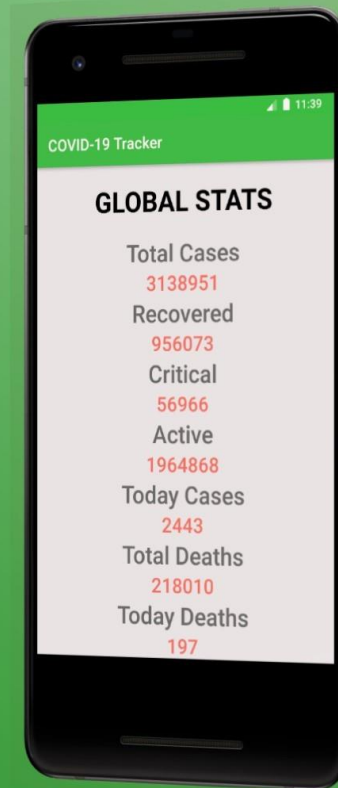 11:39
COVID-19 Tracker
GLOBAL STATS
Total Cases
3138951
Recovered
956073
Critical
56966
Active
1964868
Today Cases
2443
Total Deaths
218010
Today Deaths
197